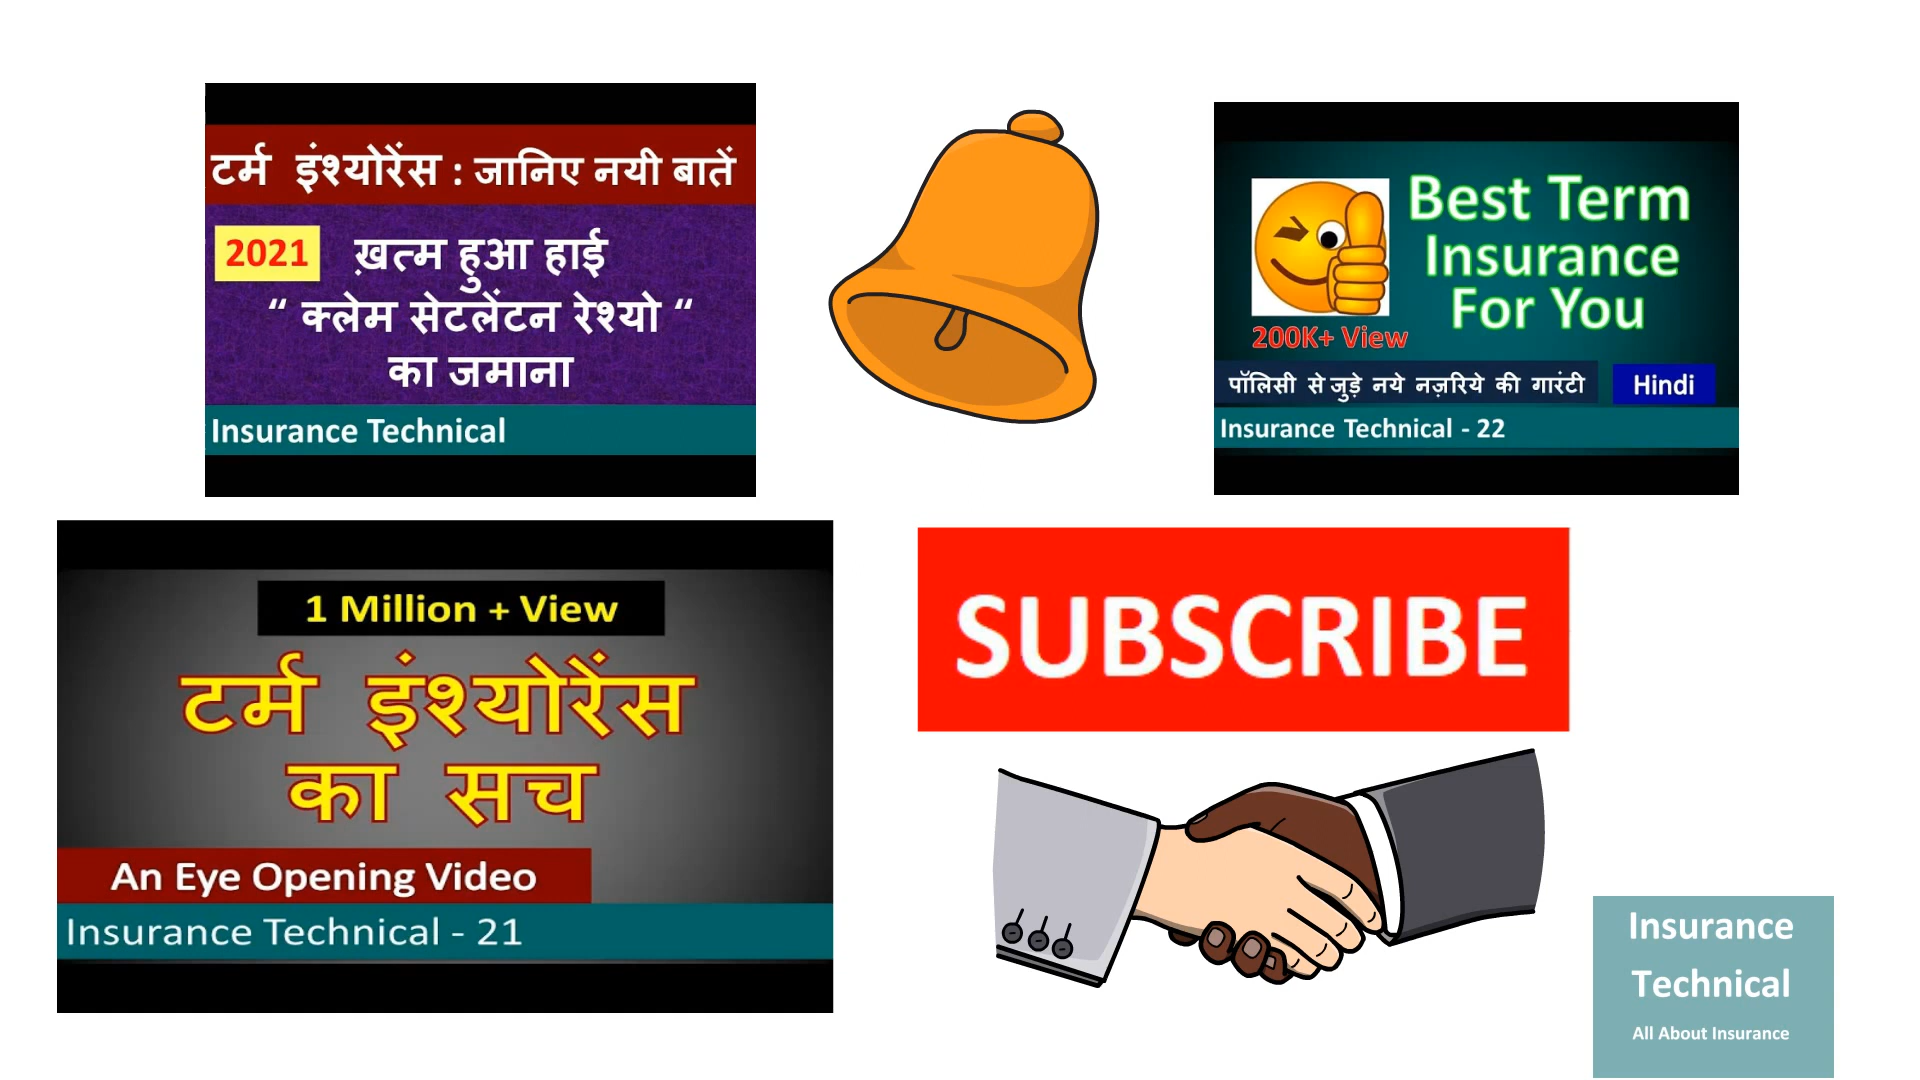 टर्म इंश्योरेंस : जानिए नयी बातें
2021
ख़त्म हुआ हाई
“ क्लेम सेटलेंटन रेश्यो “
का जमाना
Insurance Technical
Best Term
Insurance
For You
200K+ View
पॉलिसी से जुड़े नये नज़रिये की गारंटी
Hindi
Insurance Technical - 22
1 Million + View
टर्म इंश्योरेंस
का सच
An Eye Opening Video
Insurance Technical - 21
SUBSCRIBE
Insurance
Technical
All About Insurance